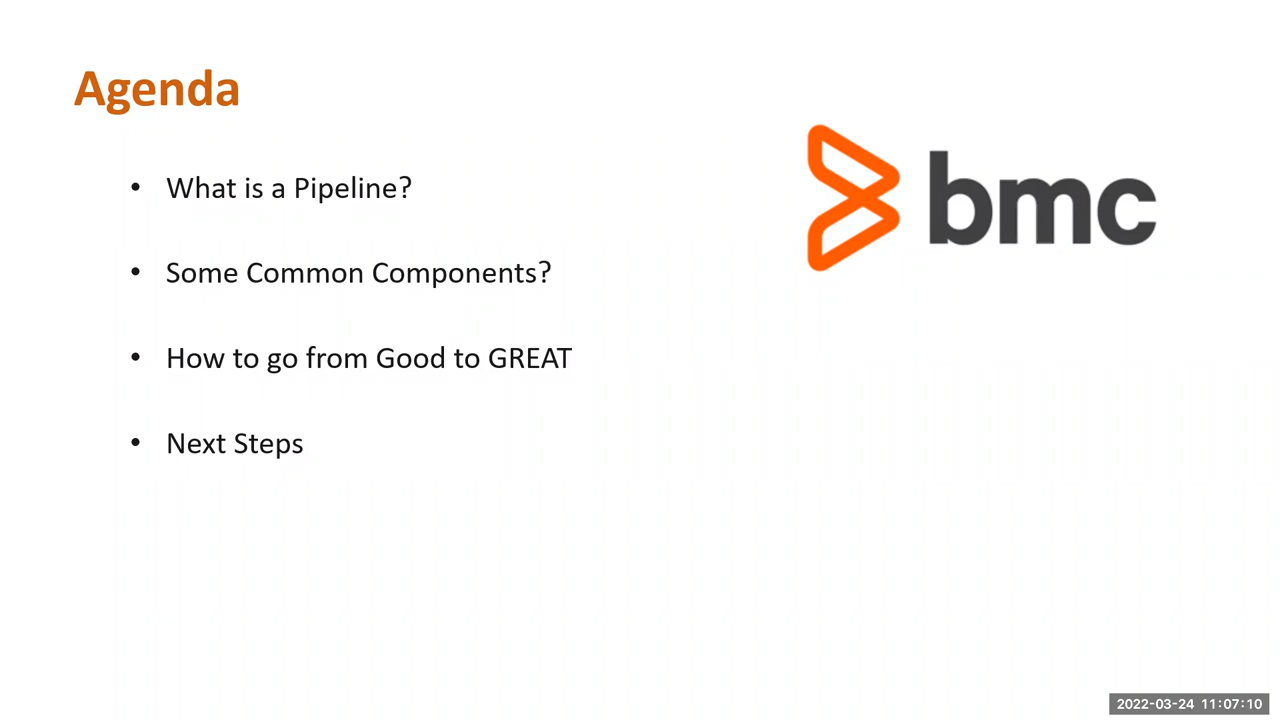 Agenda
• What is a Pipeline?
• Some Common Components?
• How to go from Good to GREAT
• Next Steps
bmc
2022-03-24 11:07:10